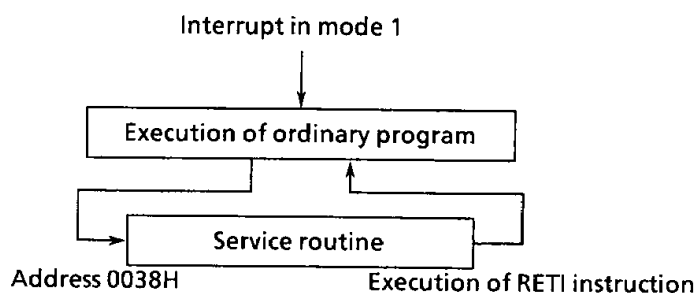 Interrupt in mode 1
Execution of ordinary program
Service routine
Address 0038H
Execution of RETI instruction